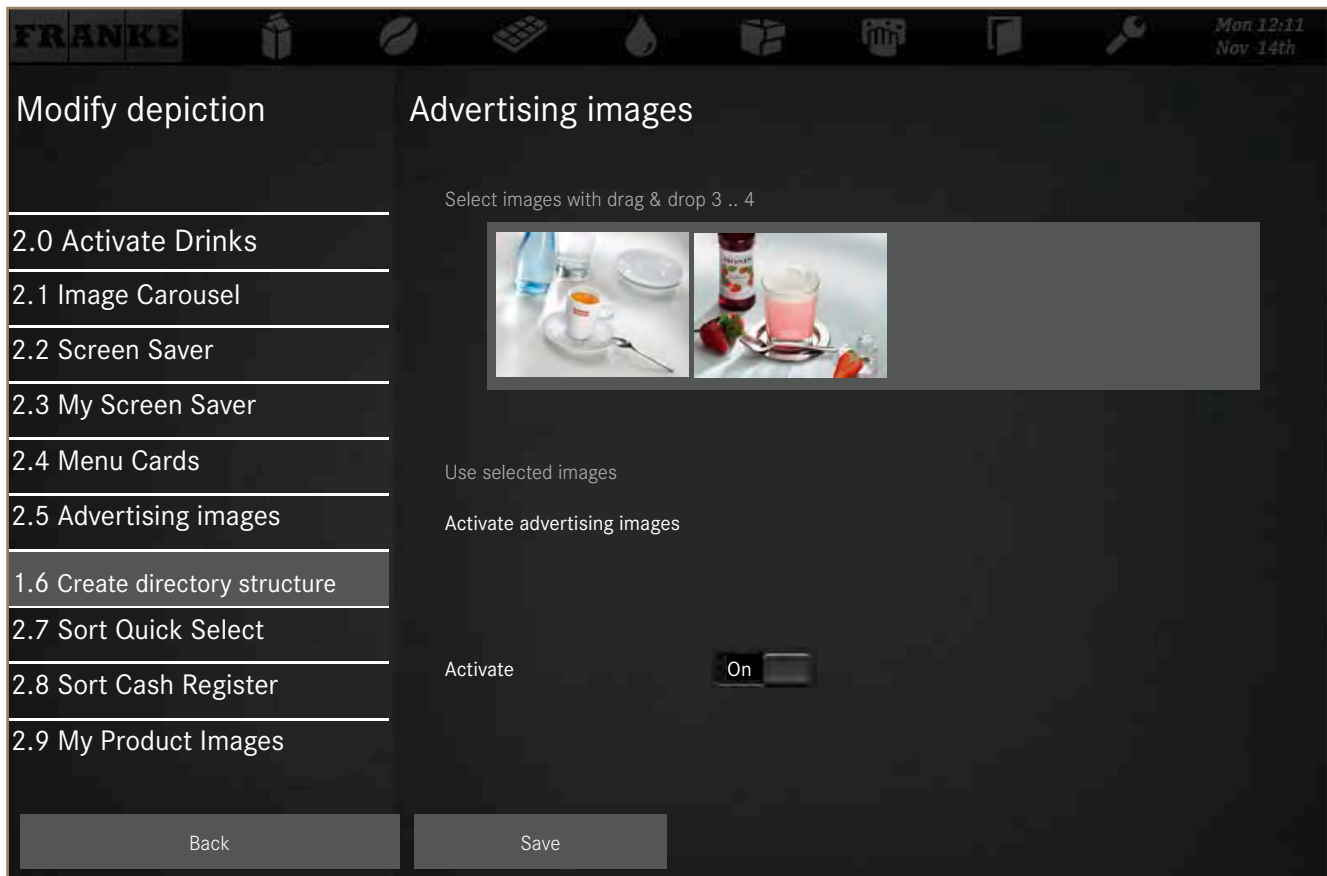 FRANKE
Mon 12:11
Nov 14th
Modify depiction
2.0 Activate Drinks
2.1 Image Carousel
2.2 Screen Saver
2.3 My Screen Saver
2.4 Menu Cards
2.5 Advertising images
1.6 Create directory structure
2.7 Sort Quick Select
2.8 Sort Cash Register
2.9 My Product Images
Advertising images
Select images with drag & drop 3 .. 4
MONIN
Use selected images
Activate advertising images
Activate
On
Back
Save